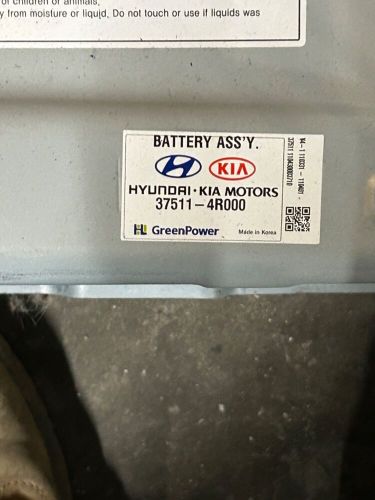 of children or animals.
y from moisture or liquid. Do not touch or use if liquids was
BATTERY ASS'Y.
KIA
HYUNDAI·KIA MOTORS
37511-4R000
HL GreenPower
Made in Korea